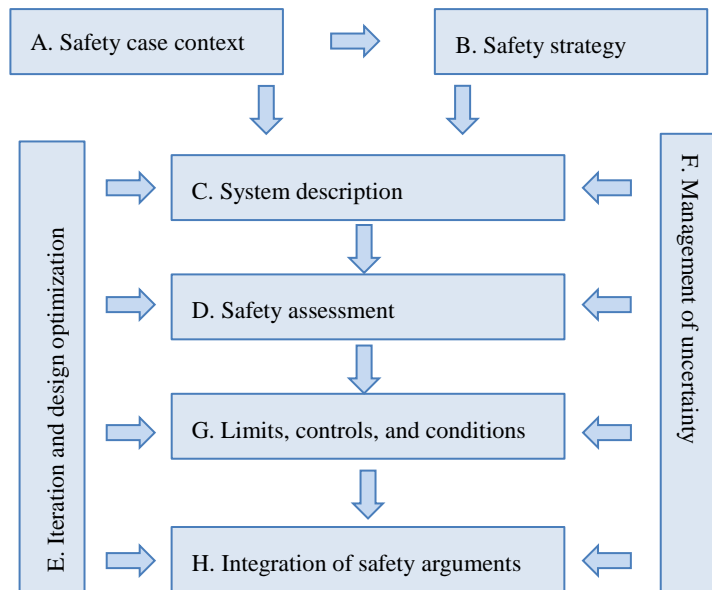 A. Safety case context
B. Safety strategy
C. System description
D. Safety assessment
E. Iteration and design optimization
F. Management of uncertainty
G. Limits, controls, and conditions
H. Integration of safety arguments